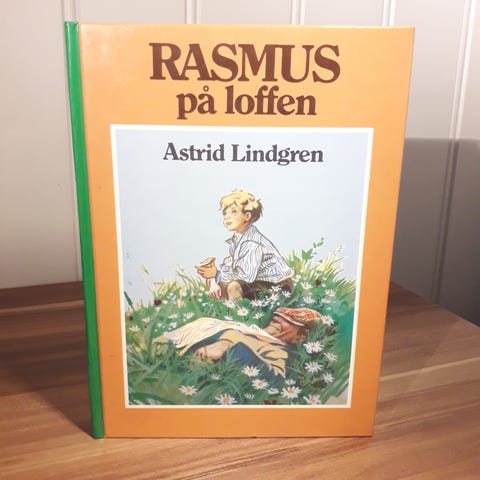 RASMUS
på loffen
Astrid Lindgren